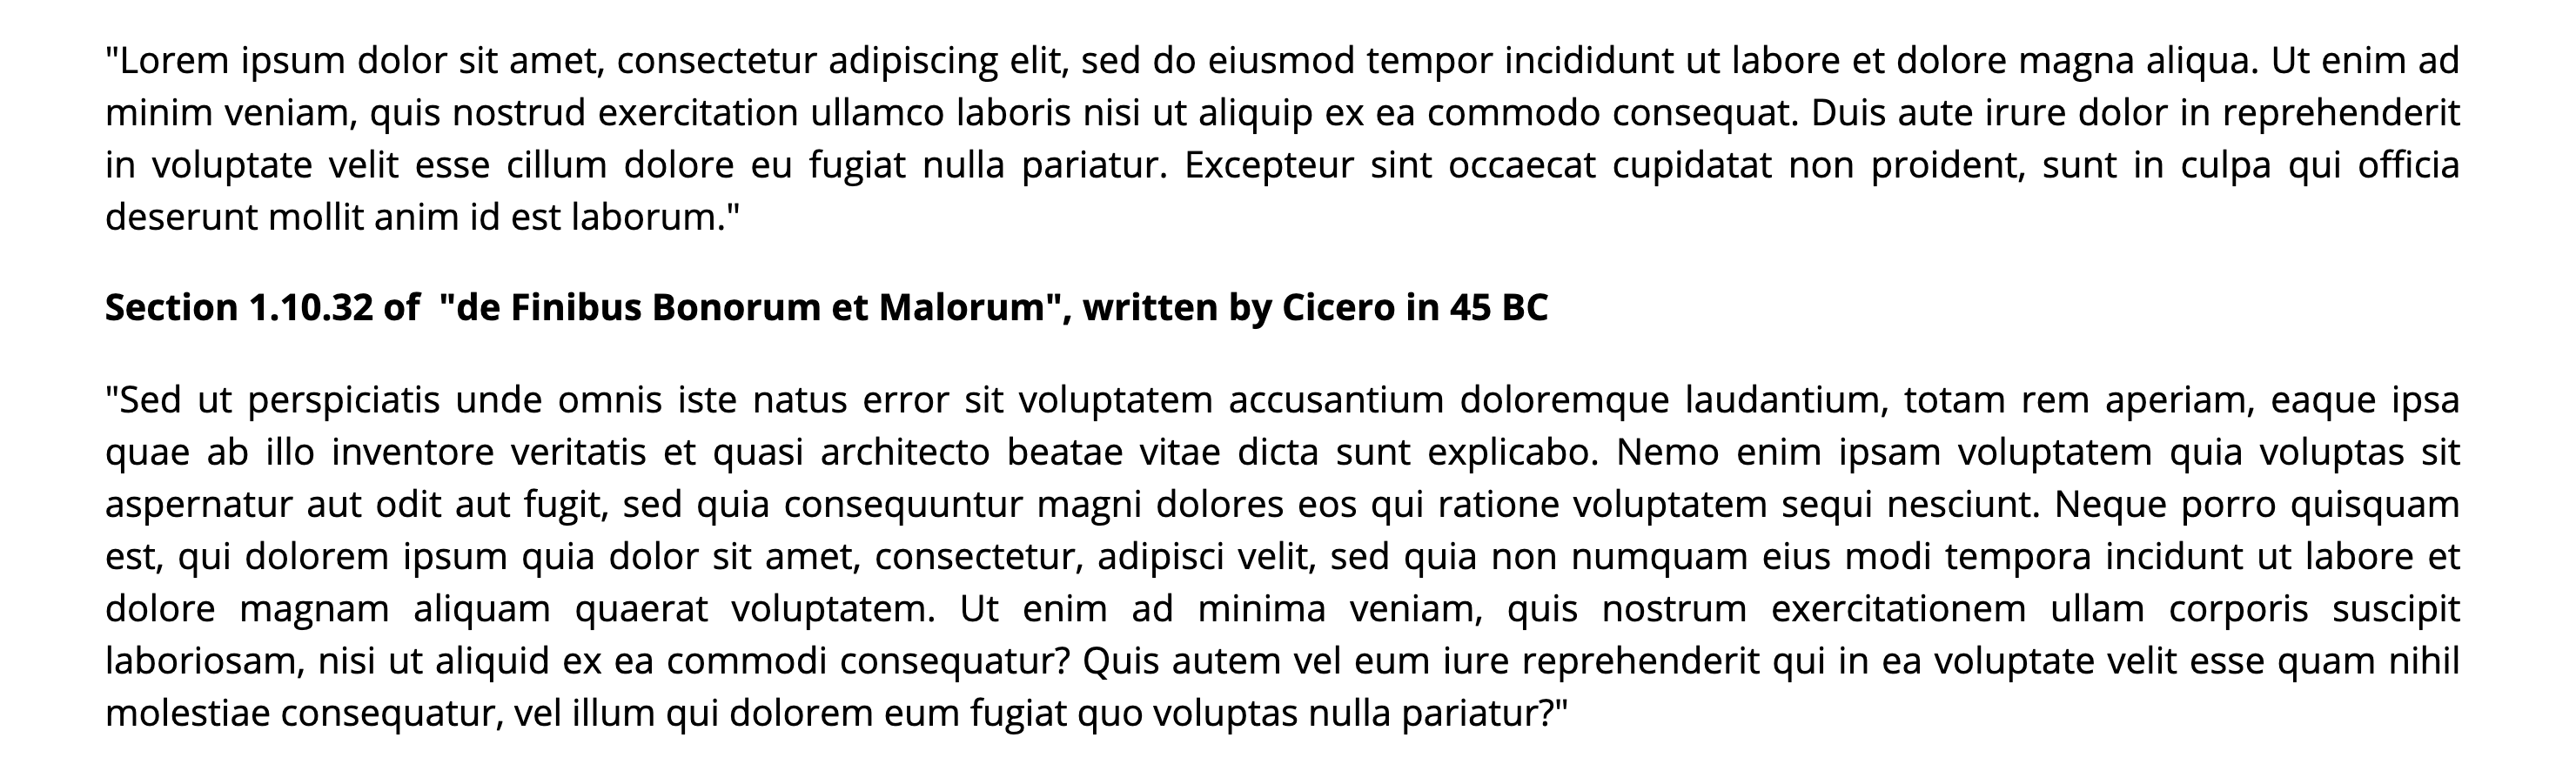 "Lorem ipsum dolor sit amet, consectetur adipiscing elit, sed do eiusmod tempor incididunt ut labore et dolore magna aliqua. Ut enim ad
minim veniam, quis nostrud exercitation ullamco laboris nisi ut aliquip ex ea commodo consequat. Duis aute irure dolor in reprehenderit
in voluptate velit esse cillum dolore eu fugiat nulla pariatur. Excepteur sint occaecat cupidatat non proident, sunt in culpa qui officia
deserunt mollit anim id est laborum."
Section 1.10.32 of  "de Finibus Bonorum et Malorum", written by Cicero in 45 BC
"Sed ut perspiciatis unde omnis iste natus error sit voluptatem accusantium doloremque laudantium, totam rem aperiam, eaque ipsa
quae ab illo inventore veritatis et quasi architecto beatae vitae dicta sunt explicabo. Nemo enim ipsam voluptatem quia voluptas sit
aspernatur aut odit aut fugit, sed quia consequuntur magni dolores eos qui ratione voluptatem sequi nesciunt. Neque porro quisquam
est, qui dolorem ipsum quia dolor sit amet, consectetur, adipisci velit, sed quia non numquam eius modi tempora incidunt ut labore et
dolore magnam aliquam quaerat voluptatem. Ut enim ad minima veniam, quis nostrum exercitationem ullam corporis suscipit
laboriosam, nisi ut aliquid ex ea commodi consequatur? Quis autem vel eum iure reprehenderit qui in ea voluptate velit esse quam nihil
molestiae consequatur, vel illum qui dolorem eum fugiat quo voluptas nulla pariatur?"